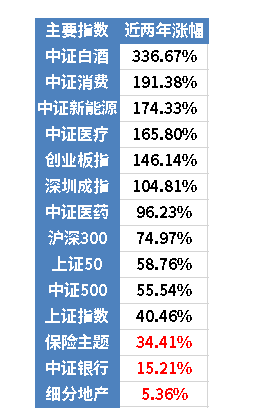 主要指数 近两年涨幅
中证白酒 336.67%
中证消费 191.38%
中证新能源 174.33%
中证医疗 165.80%
创业板指 146.14%
深圳成指 104.81%
中证医药 96.23%
沪深300 74.97%
上证50 58.76%
中证500 55.54%
上证指数 40.46%
保险主题 34.41%
中证银行 15.21%
细分地产 5.36%